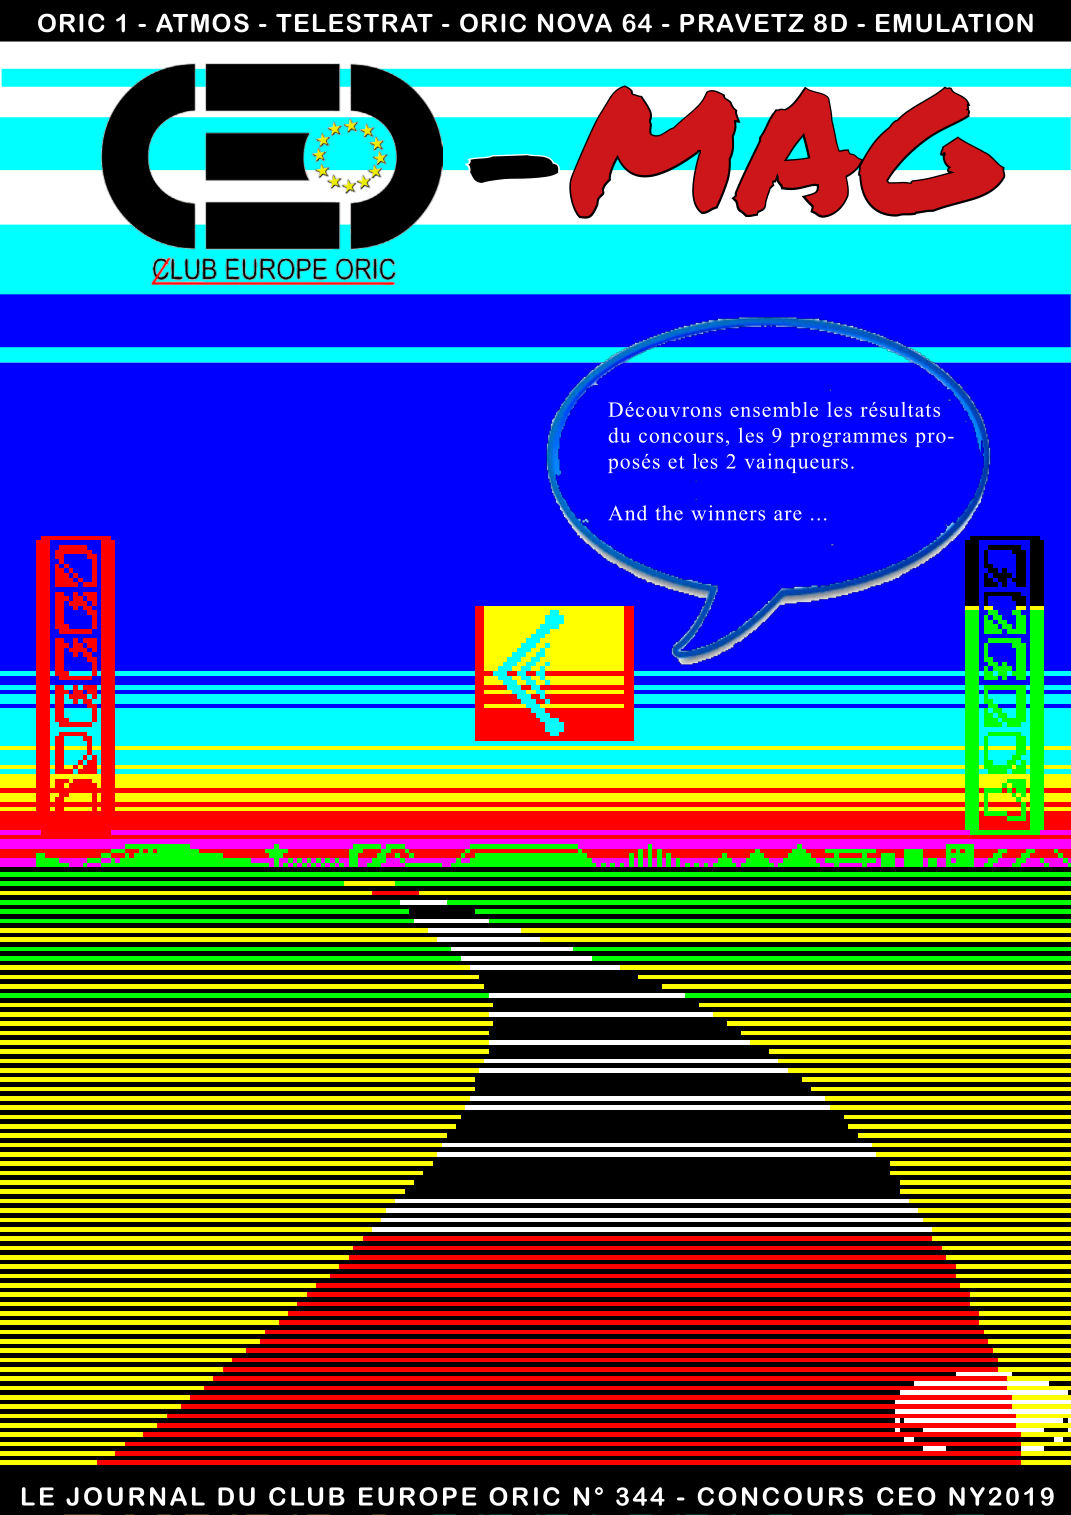 ORIC 1 - ATMOS - TELESTRAT - ORIC NOVA 64 - PRAVETZ 8D - EMULATION
CEO-MAG
CLUB EUROPE ORIC
Découvrons ensemble les résultats
du concours, les 9 programmes pro-
posés et les 2 vainqueurs.
And the winners are ...
LE JOURNAL DU CLUB EUROPE ORIC N° 344 - CONCOURS CEO NY2019